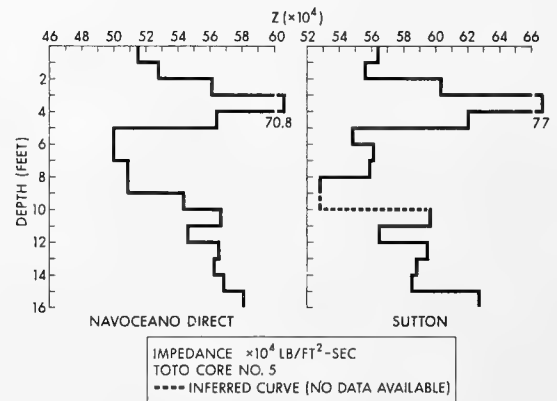 Z (×10⁴)
46 48 50 52 54 56 58 60 52 54 56 58 60 62 64 66
2
4
6
8
10
12
14
16
DEPTH (FEET)
70.8
77
NAVOCEANO DIRECT
SUTTON
IMPEDANCE ×10⁴ LB/FT²-SEC
TOTO CORE NO. 5
INFERRED CURVE (NO DATA AVAILABLE)